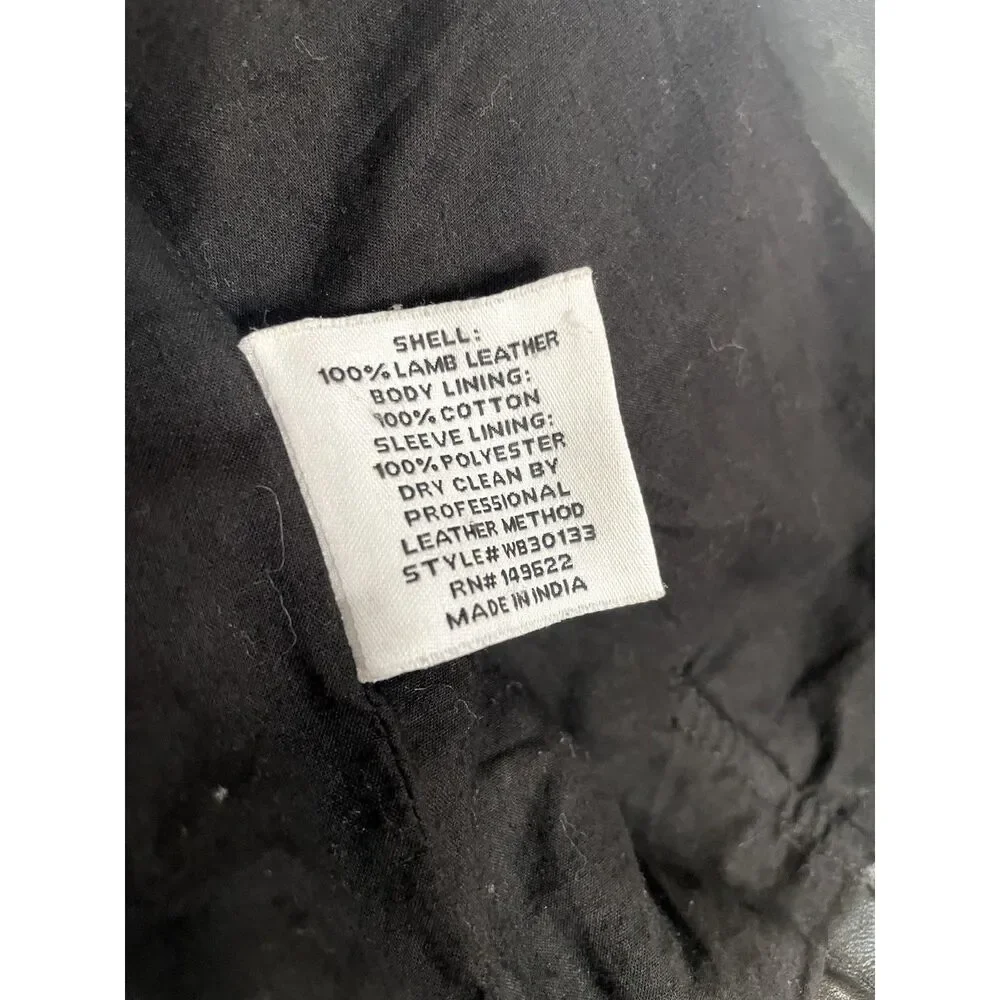 SHELL:
100% LAMB LEATHER
BODY LINING:
100% COTTON
SLEEVE LINING:
100% POLYESTER
DRY CLEAN BY
PROFESSIONAL
LEATHER METHOD
STYLE# WB30133
RN# 149622
MADE IN INDIA